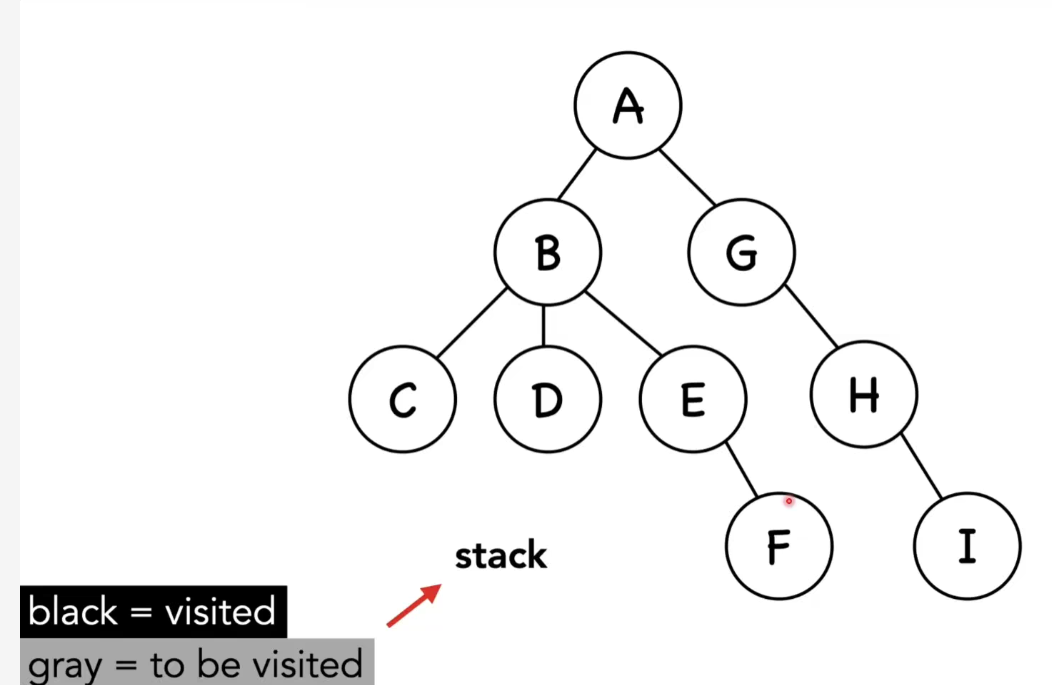 A
B
G
C
D
E
H
F
I
stack
black = visited
gray = to be visited